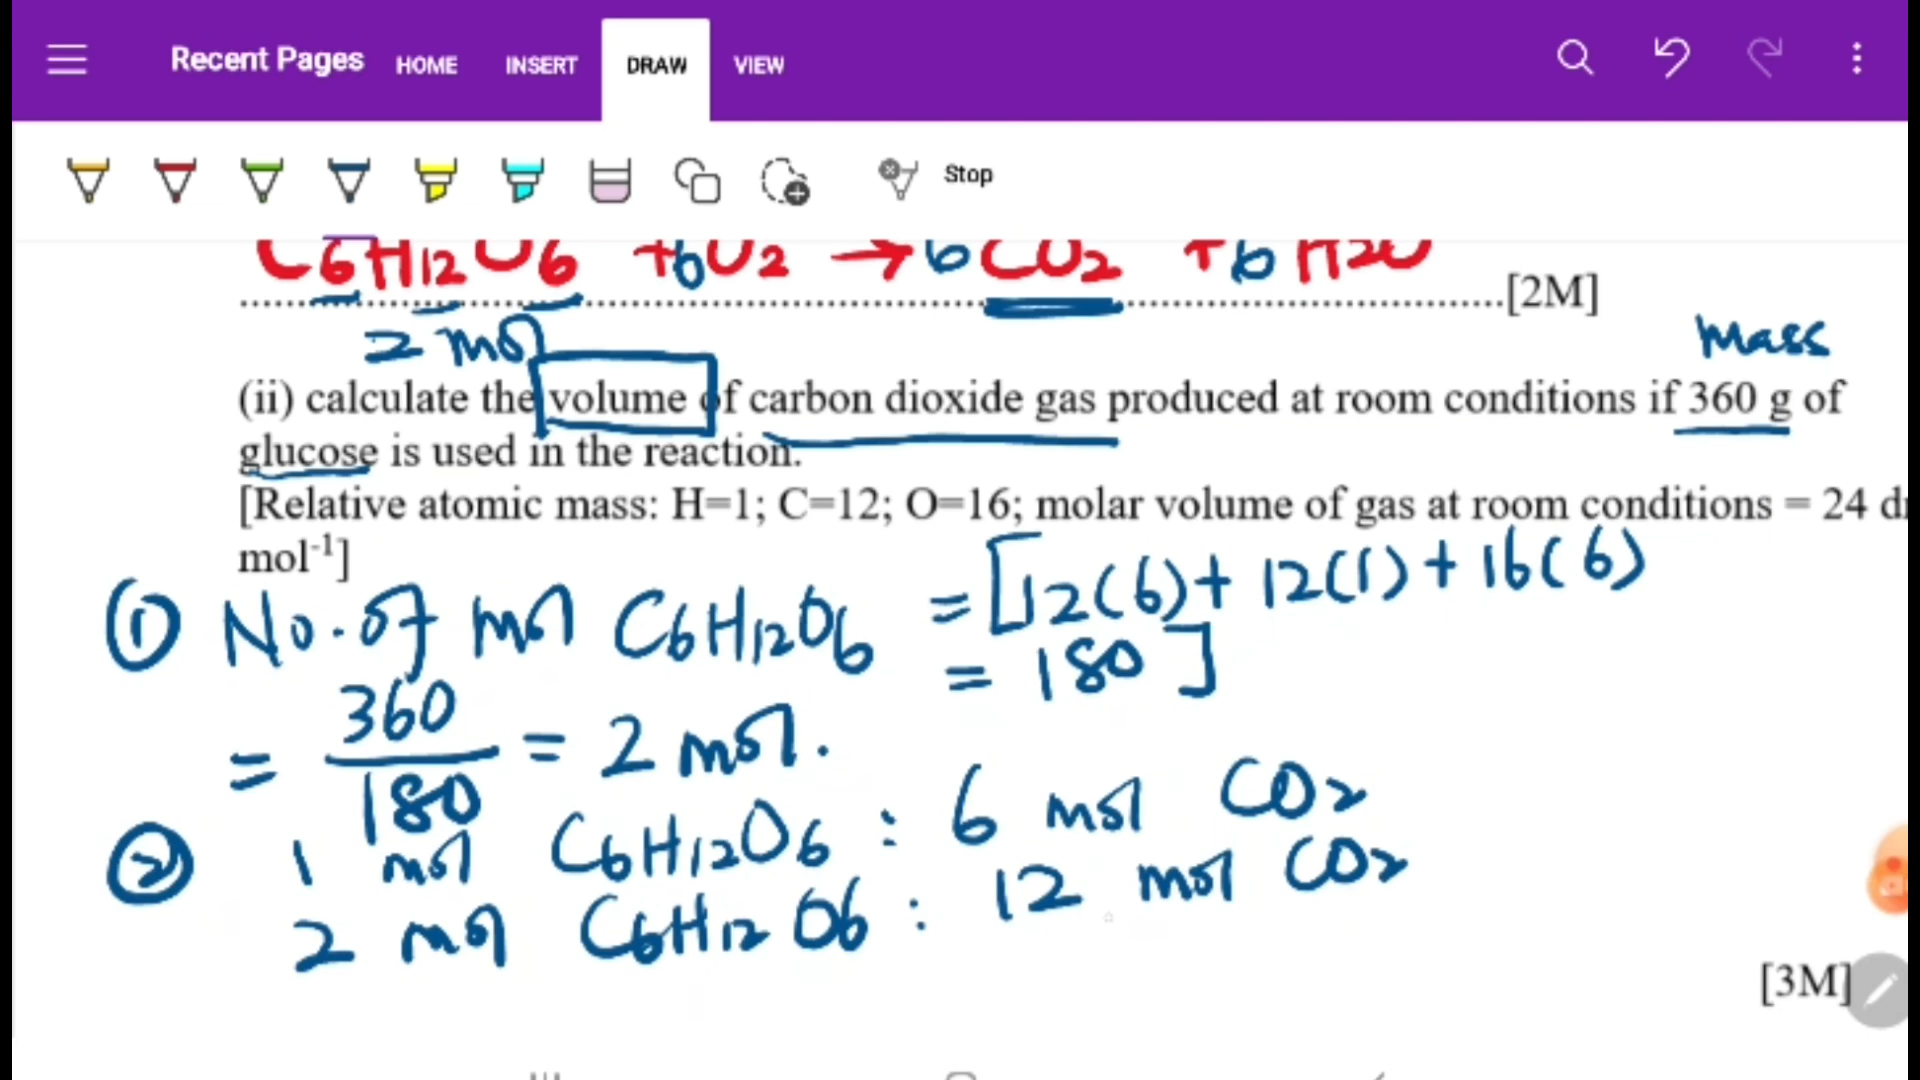 Recent Pages HOME INSERT DRAW VIEW
Stop
C6H12O6 + 6O2 → 6CO2 + 6H2O
[2M]
2 mol
mass
(ii) calculate the volume of carbon dioxide gas produced at room conditions if 360 g of
glucose is used in the reaction.
[Relative atomic mass: H=1; C=12; O=16; molar volume of gas at room conditions = 24
mol⁻¹]
① No. of mol C6H12O6 = [12(6)+ 12(1) + 16(6)
= 180]
= 360/180 = 2 mol.
② 1 mol C6H12O6 : 6 mol CO2
2 mol C6H12O6 : 12 mol CO2
[3M]